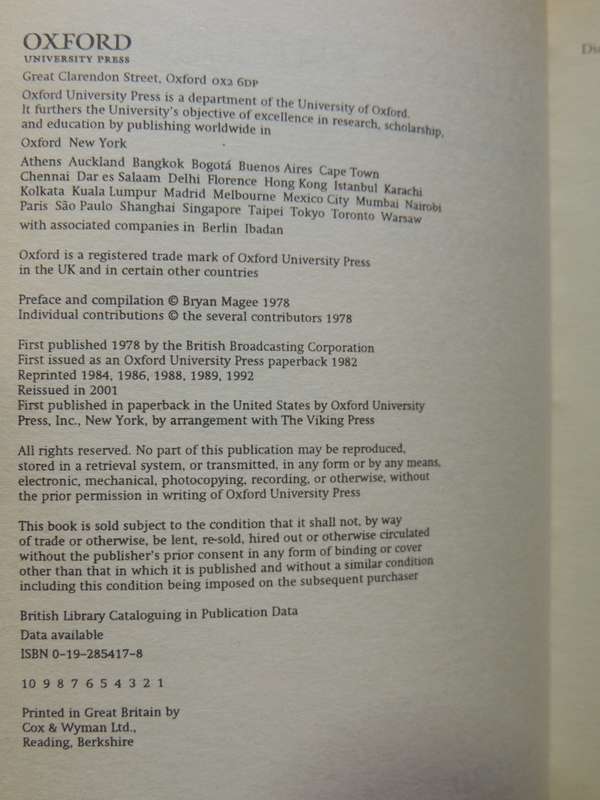 OXFORD
UNIVERSITY PRESS
Great Clarendon Street, Oxford OX2 6DP
Oxford University Press is a department of the University of Oxford.
It furthers the University's objective of excellence in research, scholarship,
and education by publishing worldwide in
Oxford New York
Athens Auckland Bangkok Bogotá Buenos Aires Cape Town
Chennai Dar es Salaam Delhi Florence Hong Kong Istanbul Karachi
Kolkata Kuala Lumpur Madrid Melbourne Mexico City Mumbai Nairobi
Paris São Paulo Shanghai Singapore Taipei Tokyo Toronto Warsaw
with associated companies in Berlin Ibadan
Oxford is a registered trade mark of Oxford University Press
in the UK and in certain other countries
Preface and compilation © Bryan Magee 1978
Individual contributions © the several contributors 1978
First published 1978 by the British Broadcasting Corporation
First issued as an Oxford University Press paperback 1982
Reprinted 1984, 1986, 1988, 1989, 1992
Reissued in 2001
First published in paperback in the United States by Oxford University
Press, Inc., New York, by arrangement with The Viking Press
All rights reserved. No part of this publication may be reproduced,
stored in a retrieval system, or transmitted, in any form or by any means,
electronic, mechanical, photocopying, recording, or otherwise, without
the prior permission in writing of Oxford University Press
This book is sold subject to the condition that it shall not, by way
of trade or otherwise, be lent, re-sold, hired out or otherwise circulated
without the publisher's prior consent in any form of binding or cover
other than that in which it is published and without a similar condition
including this condition being imposed on the subsequent purchaser
British Library Cataloguing in Publication Data
Data available
ISBN 0-19-285417-8
10 9 8 7 6 5 4 3 2 1
Printed in Great Britain by
Cox & Wyman Ltd.,
Reading, Berkshire